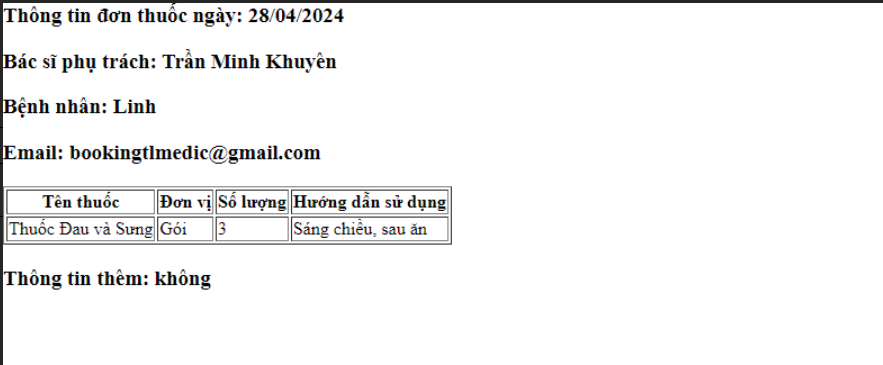 Thông tin đơn thuốc ngày: 28/04/2024
Bác sĩ phụ trách: Trần Minh Khuyên
Bệnh nhân: Linh
Email: bookingtlmedic@gmail.com
Tên thuốc Đơn vị Số lượng Hướng dẫn sử dụng
Thuốc Đau và Sưng Gói 3 Sáng chiều, sau ăn
Thông tin thêm: không